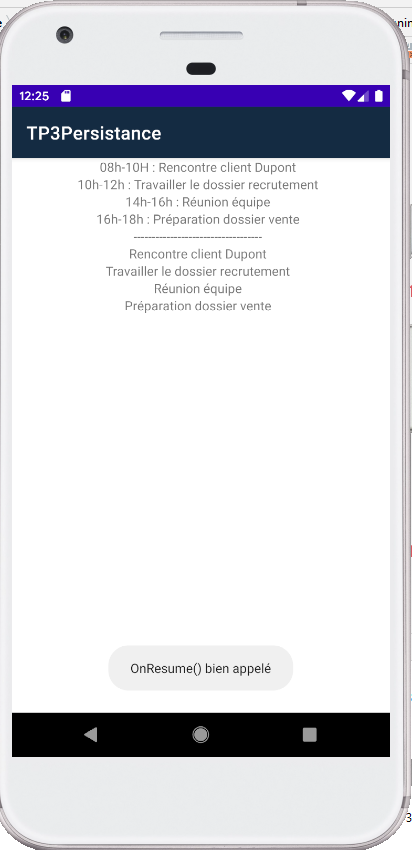 12:25
TP3Persistance
08h-10H : Rencontre client Dupont
10h-12h : Travailler le dossier recrutement
14h-16h : Réunion équipe
16h-18h : Préparation dossier vente
-----------------------------------
Rencontre client Dupont
Travailler le dossier recrutement
Réunion équipe
Préparation dossier vente
OnResume() bien appelé